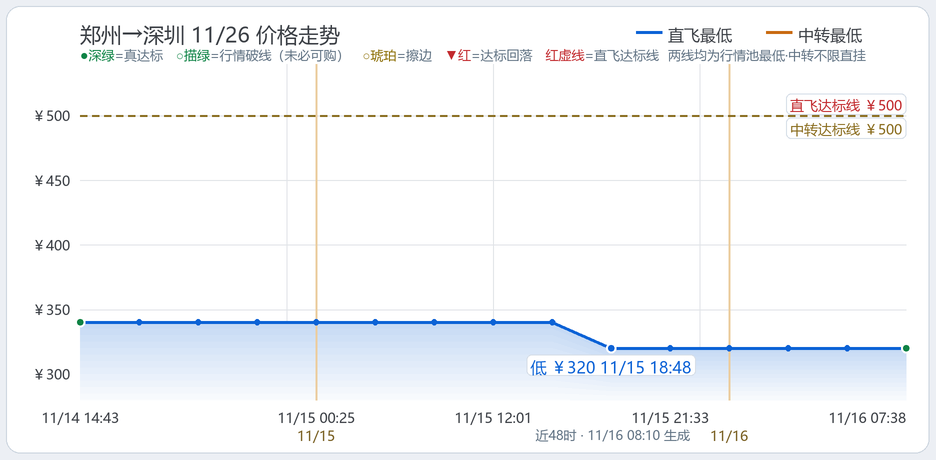 郑州→深圳 11/26 价格走势
直飞最低 中转最低
●深绿=真达标 ○描绿=行情破线（未必可购） ○琥珀=擦边 ▼红=达标回落 红虚线=直飞达标线 两线均为行情池最低·中转不限直挂
直飞达标线 ￥500
￥500
中转达标线 ￥500
￥450
￥400
￥350
低 ￥320 11/15 18:48
￥300
11/14 14:43 11/15 00:25 11/15 12:01 11/15 21:33 11/16 07:38
11/15 近48时 · 11/16 08:10 生成 11/16